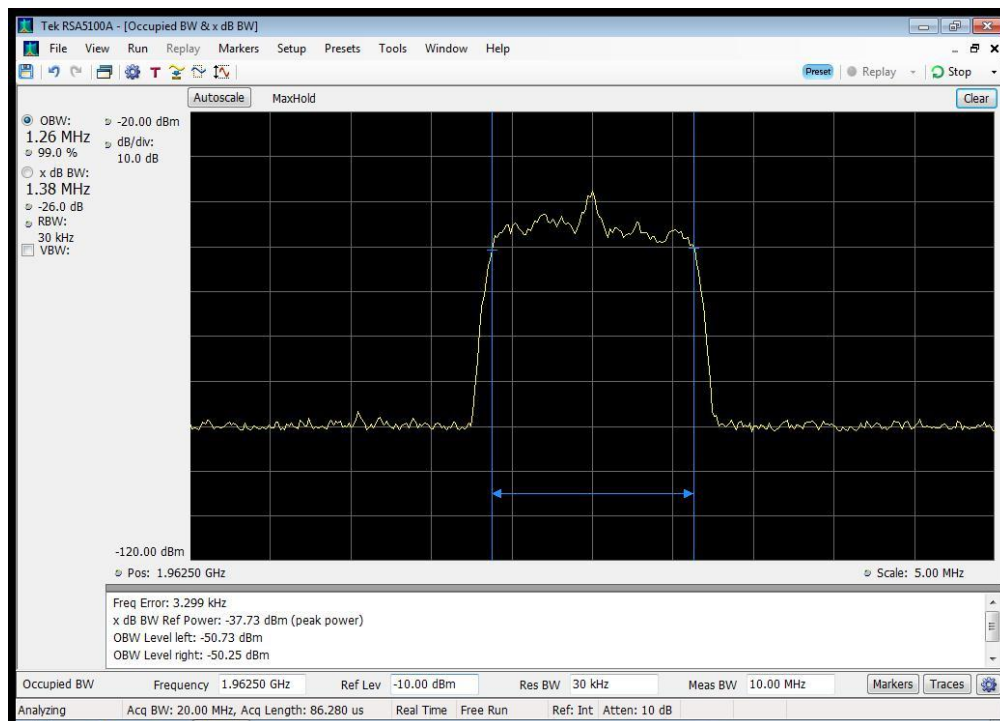 Tek RSA5100A - [Occupied BW & x dB BW]
File View Run Replay Markers Setup Presets Tools Window Help
T Preset Replay Stop
Autoscale MaxHold Clear
OBW:
1.26 MHz
99.0 %
x dB BW:
1.38 MHz
-26.0 dB
RBW:
30 kHz
VBW:
-20.00 dBm
dB/div:
10.0 dB
-120.00 dBm
Pos: 1.96250 GHz Scale: 5.00 MHz
Freq Error: 3.299 kHz
x dB BW Ref Power: -37.73 dBm (peak power)
OBW Level left: -50.73 dBm
OBW Level right: -50.25 dBm
Occupied BW Frequency 1.96250 GHz Ref Lev -10.00 dBm Res BW 30 kHz Meas BW 10.00 MHz Markers Traces
Analyzing Acq BW: 20.00 MHz, Acq Length: 86.280 us Real Time Free Run Ref: Int Atten: 10 dB